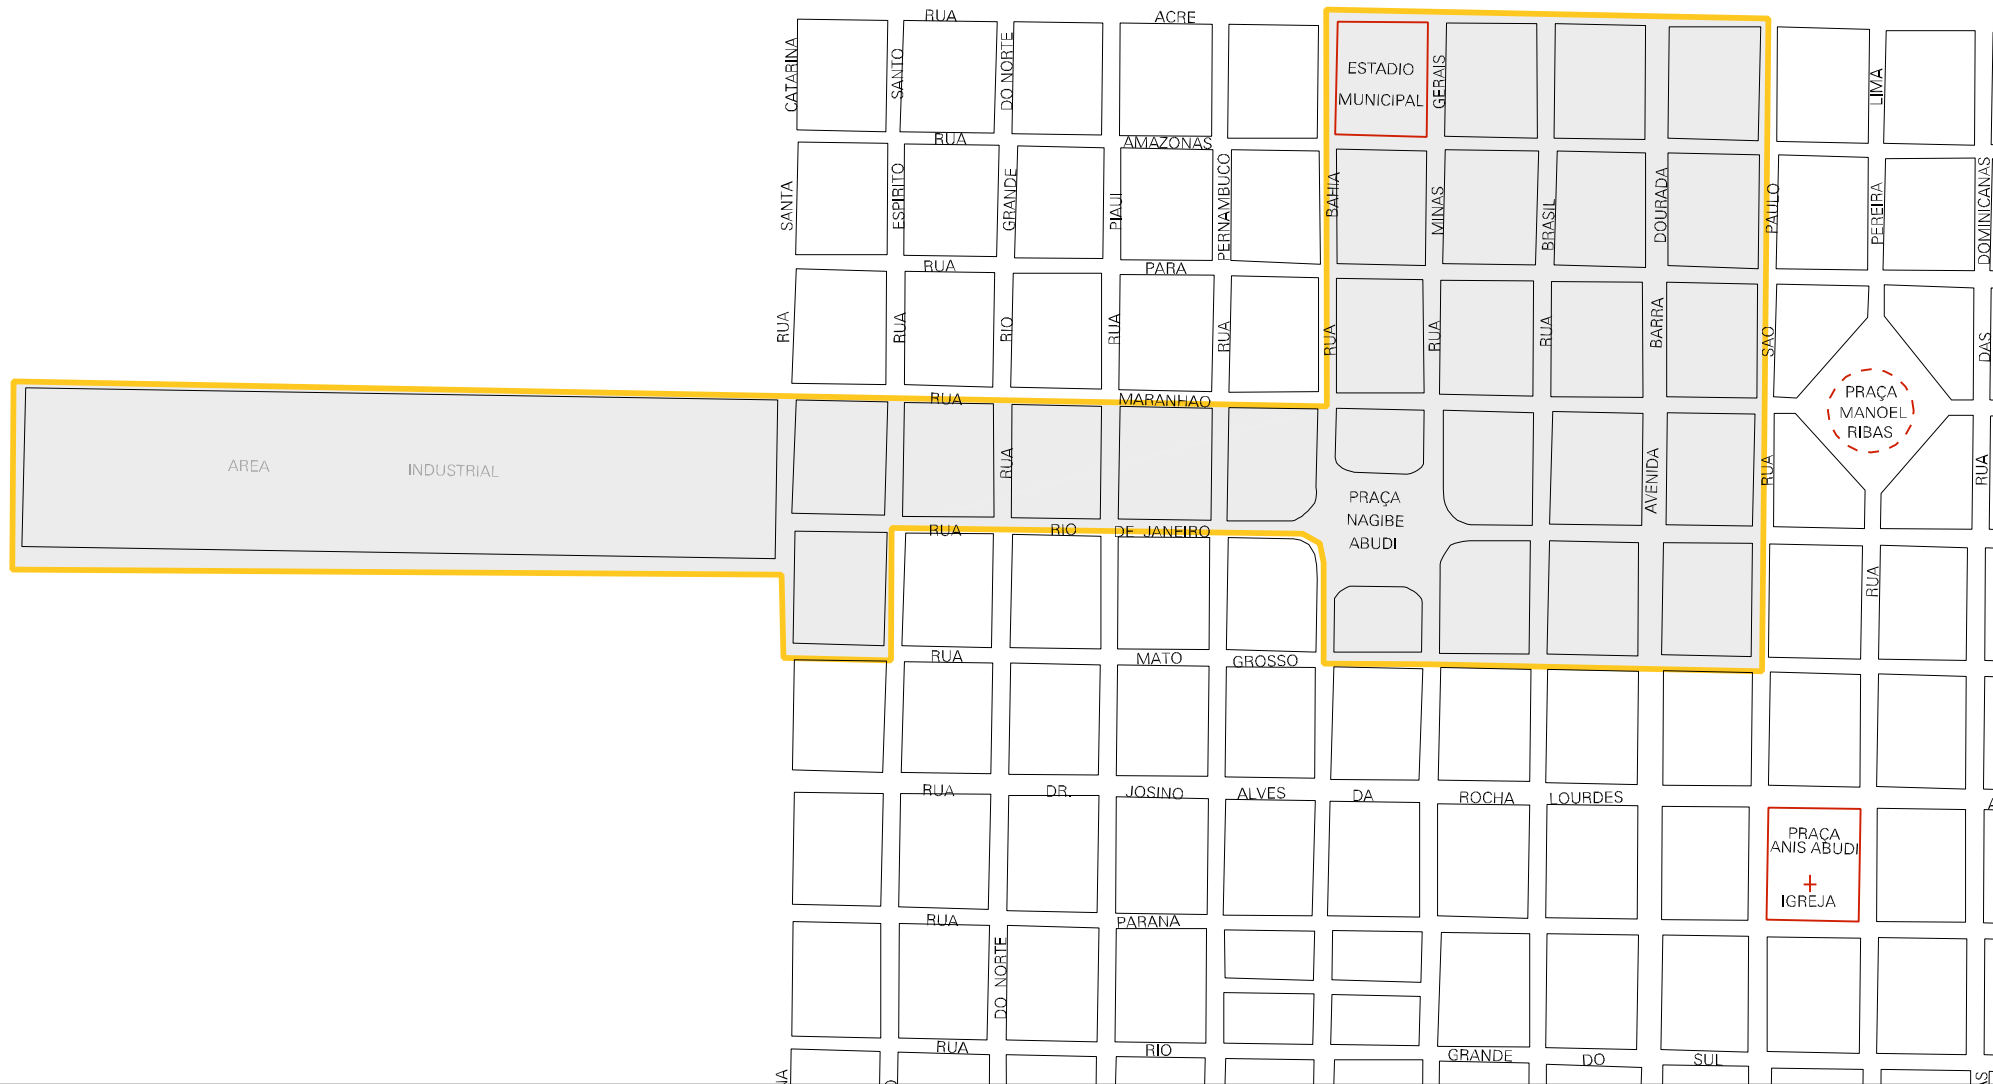 RUA ACRE
CATARINA
SANTO
DO NORTE
ESTADIO
MUNICIPAL
GERAIS
LIMA
RUA AMAZONAS
SANTA
ESPIRITO
GRANDE
PIAUI
PERNAMBUCO
BAHIA
MINAS
BRASIL
DOURADA
PAULO
PEREIRA
DOMINICANAS
RUA PARA
RUA
RUA
RIO
RUA
RUA
RUA
RUA
RUA
BARRA
SAO
DAS
PRAÇA
MANOEL
RIBAS
RUA MARANHAO
AREA INDUSTRIAL
RUA
AVENIDA
RUA
RUA
PRAÇA
NAGIBE
ABUDI
RUA RIO DE JANEIRO
RUA
RUA MATO GROSSO
RUA DR. JOSINO ALVES DA ROCHA LOURDES
PRAÇA
ANIS ABUDI
IGREJA
RUA PARANA
DO NORTE
RUA RIO GRANDE DO SUL